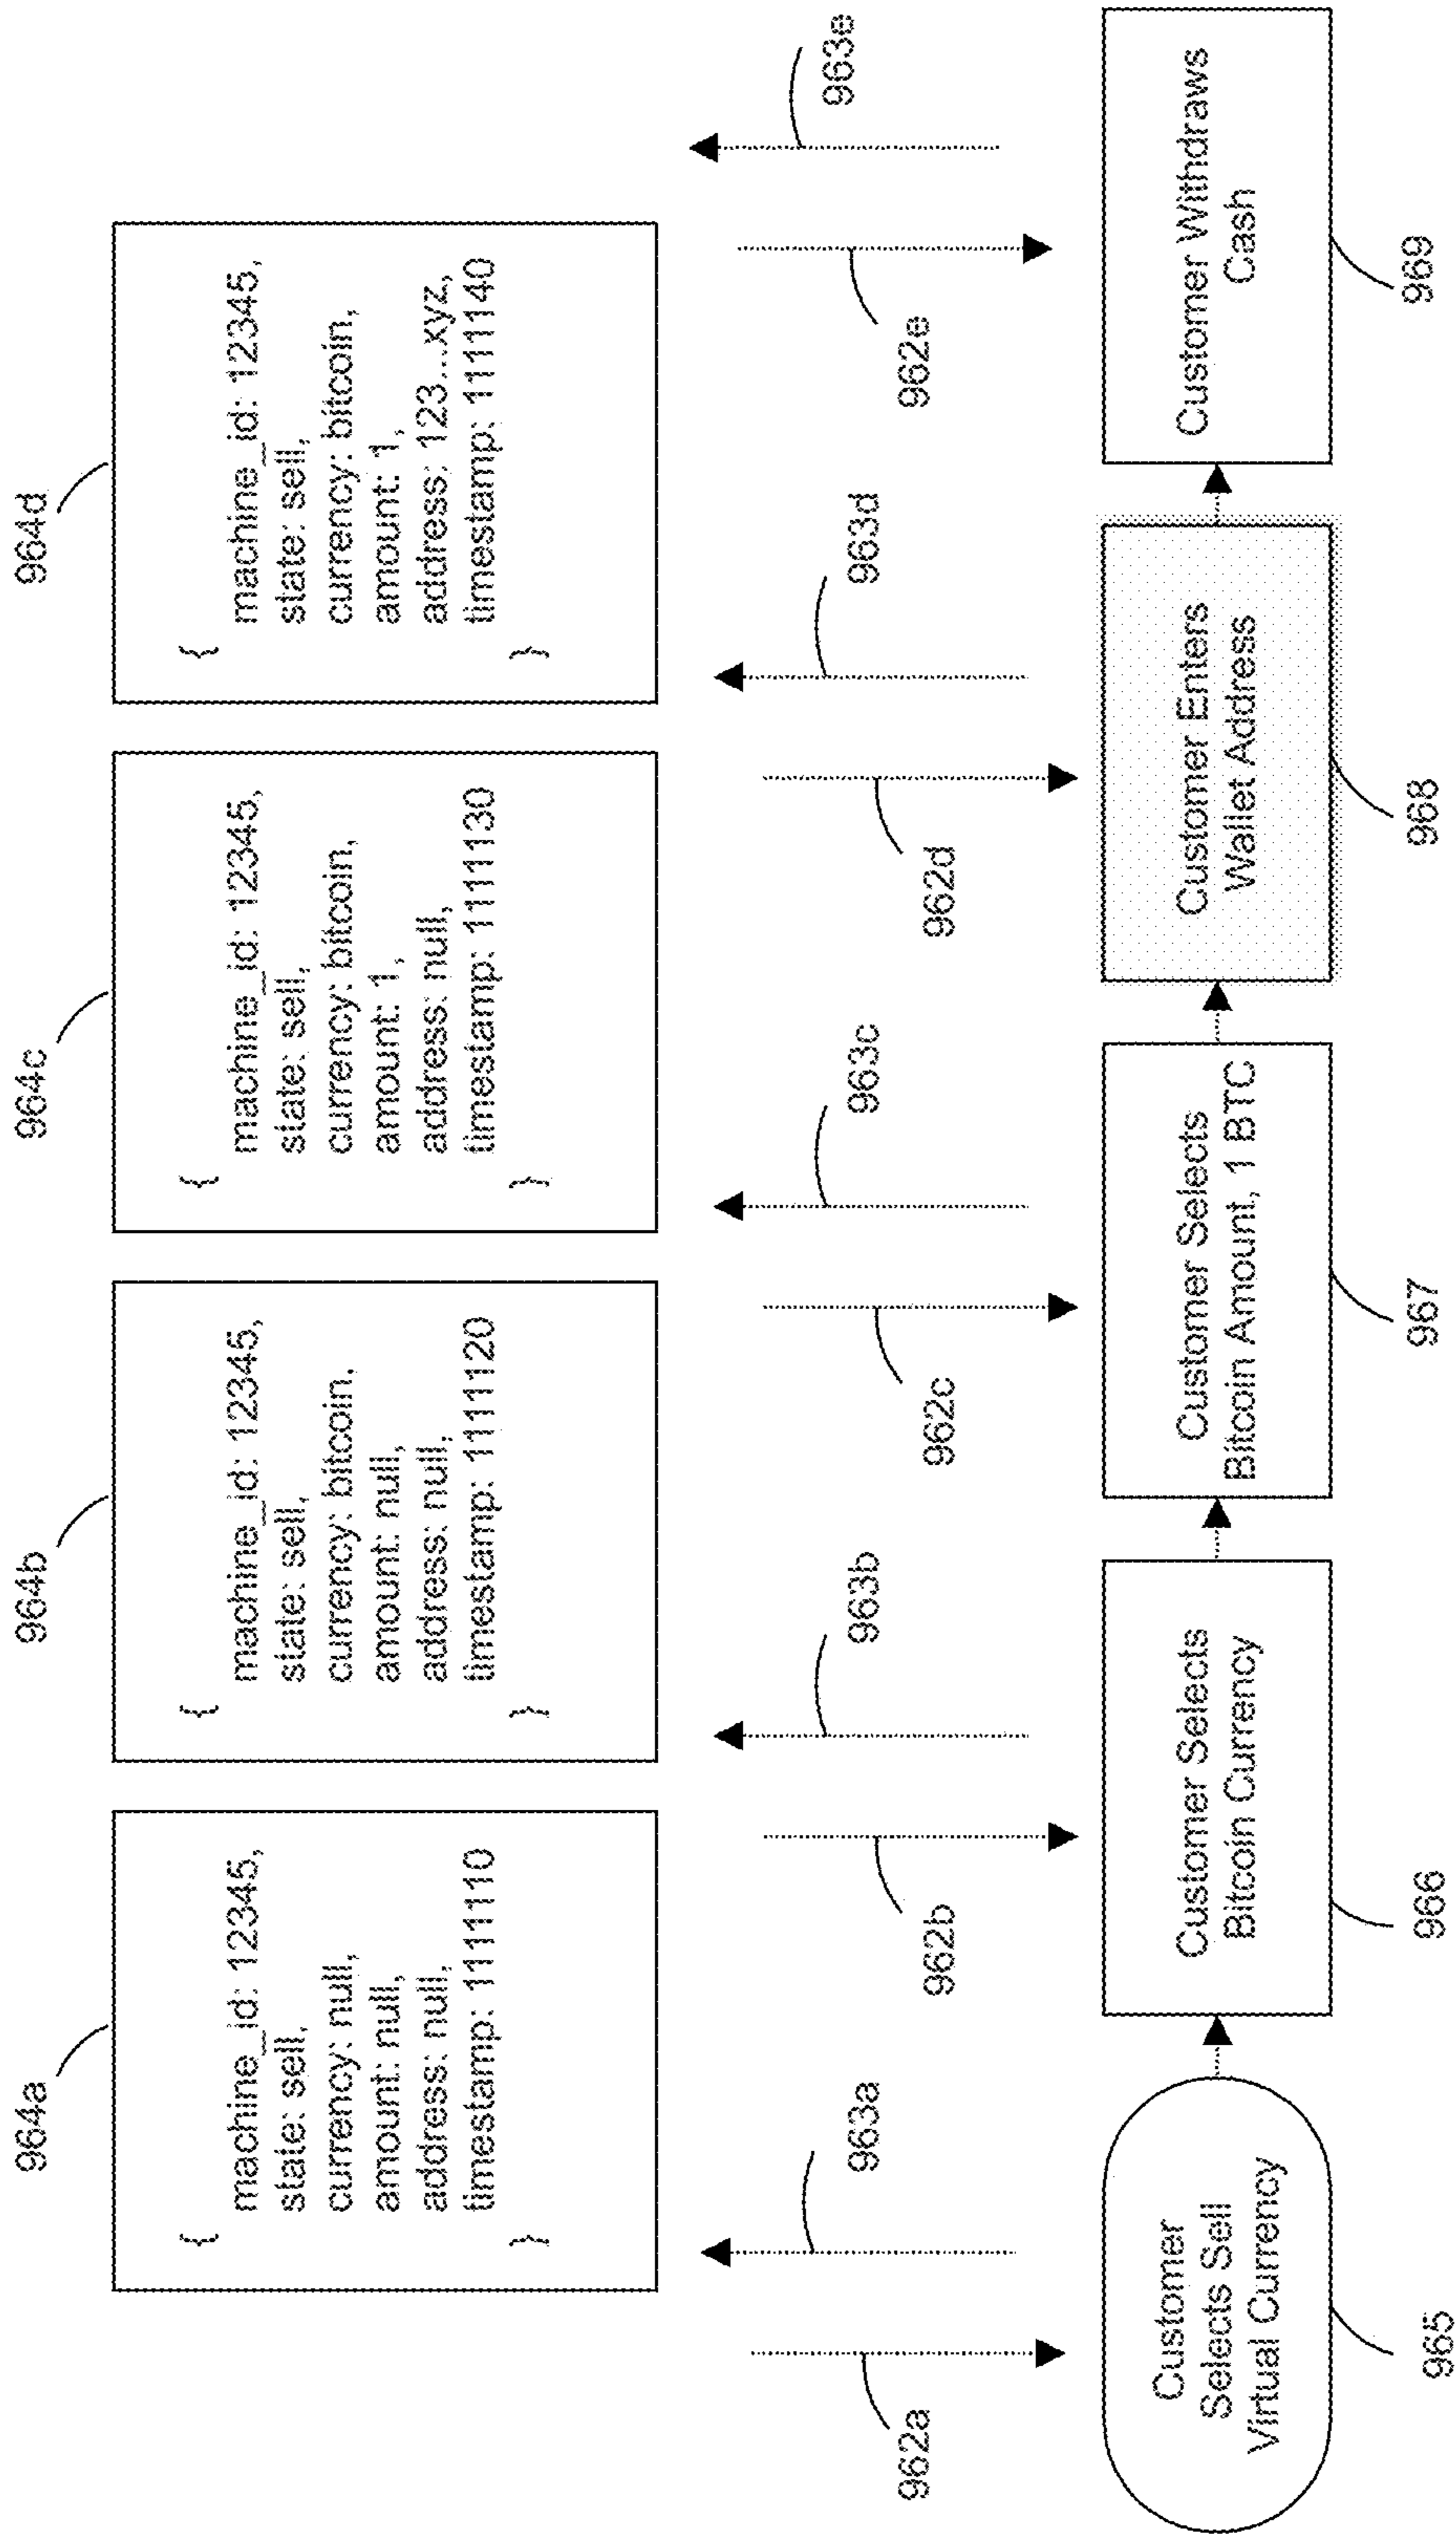 964a
{
machine_id: 12345,
state: sell,
currency: null,
amount: null,
address: null,
timestamp: 1111110
}
964b
{
machine_id: 12345,
state: sell,
currency: bitcoin,
amount: null,
address: null,
timestamp: 1111120
}
964c
{
machine_id: 12345,
state: sell,
currency: bitcoin,
amount: 1,
address: null,
timestamp: 1111130
}
964d
{
machine_id: 12345,
state: sell,
currency: bitcoin,
amount: 1,
address: 123...xyz,
timestamp: 1111140
}
962a
963a
962b
963b
962c
963c
962d
963d
962e
963e
Customer
Selects Sell
Virtual Currency
965
Customer Selects
Bitcoin Currency
966
Customer Selects
Bitcoin Amount, 1 BTC
967
Customer Enters
Wallet Address
968
Customer Withdraws
Cash
969